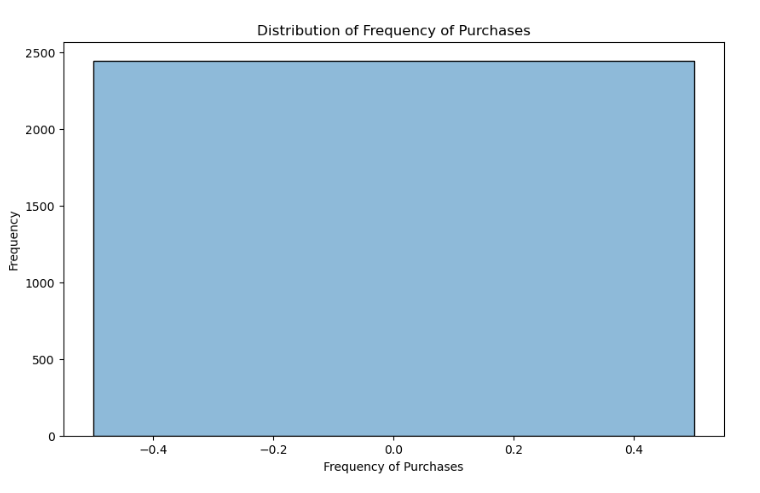 Distribution of Frequency of Purchases
2500
2000
1500
1000
500
0
Frequency
−0.4 −0.2 0.0 0.2 0.4
Frequency of Purchases